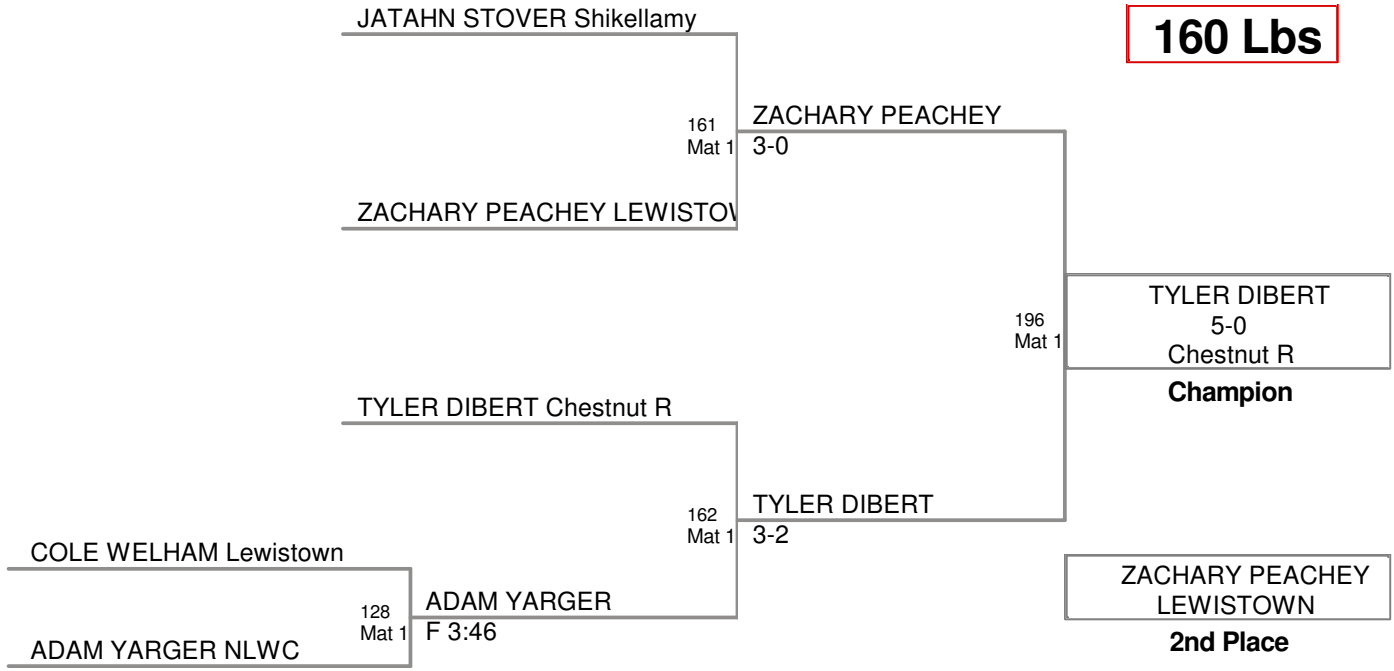 JATAHN STOVER Shikellamy
160 Lbs
161
Mat 1
ZACHARY PEACHEY
3-0
ZACHARY PEACHEY LEWISTOW
196
Mat 1
TYLER DIBERT
5-0
Chestnut R
Champion
TYLER DIBERT Chestnut R
162
Mat 1
TYLER DIBERT
3-2
COLE WELHAM Lewistown
128
Mat 1
ADAM YARGER
F 3:46
ADAM YARGER NLWC
ZACHARY PEACHEY
LEWISTOWN
2nd Place